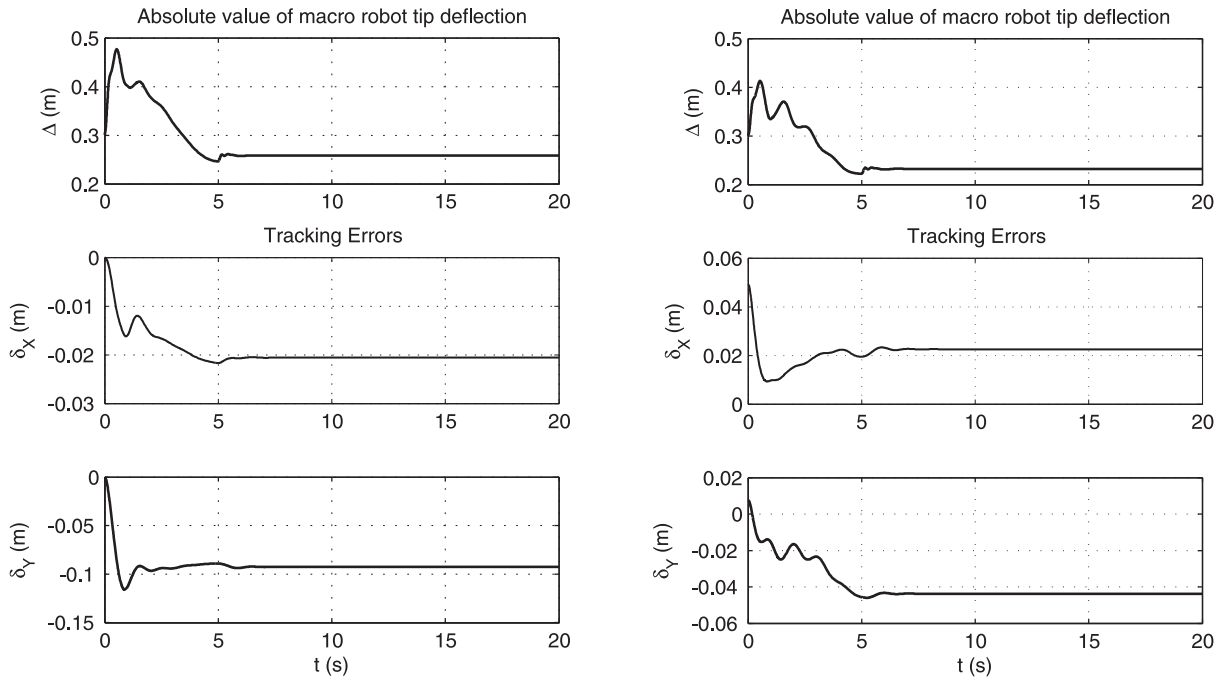 Absolute value of macro robot tip deflection
0.5
0.4
0.3
0.2
Δ (m)
0 5 10 15 20
Tracking Errors
0
-0.01
-0.02
-0.03
δX (m)
0 5 10 15 20
0
-0.05
-0.1
-0.15
δY (m)
0 5 10 15 20
t (s)
Absolute value of macro robot tip deflection
0.5
0.4
0.3
0.2
Δ (m)
0 5 10 15 20
Tracking Errors
0.06
0.04
0.02
0
δX (m)
0 5 10 15 20
0.02
0
-0.02
-0.04
-0.06
δY (m)
0 5 10 15 20
t (s)